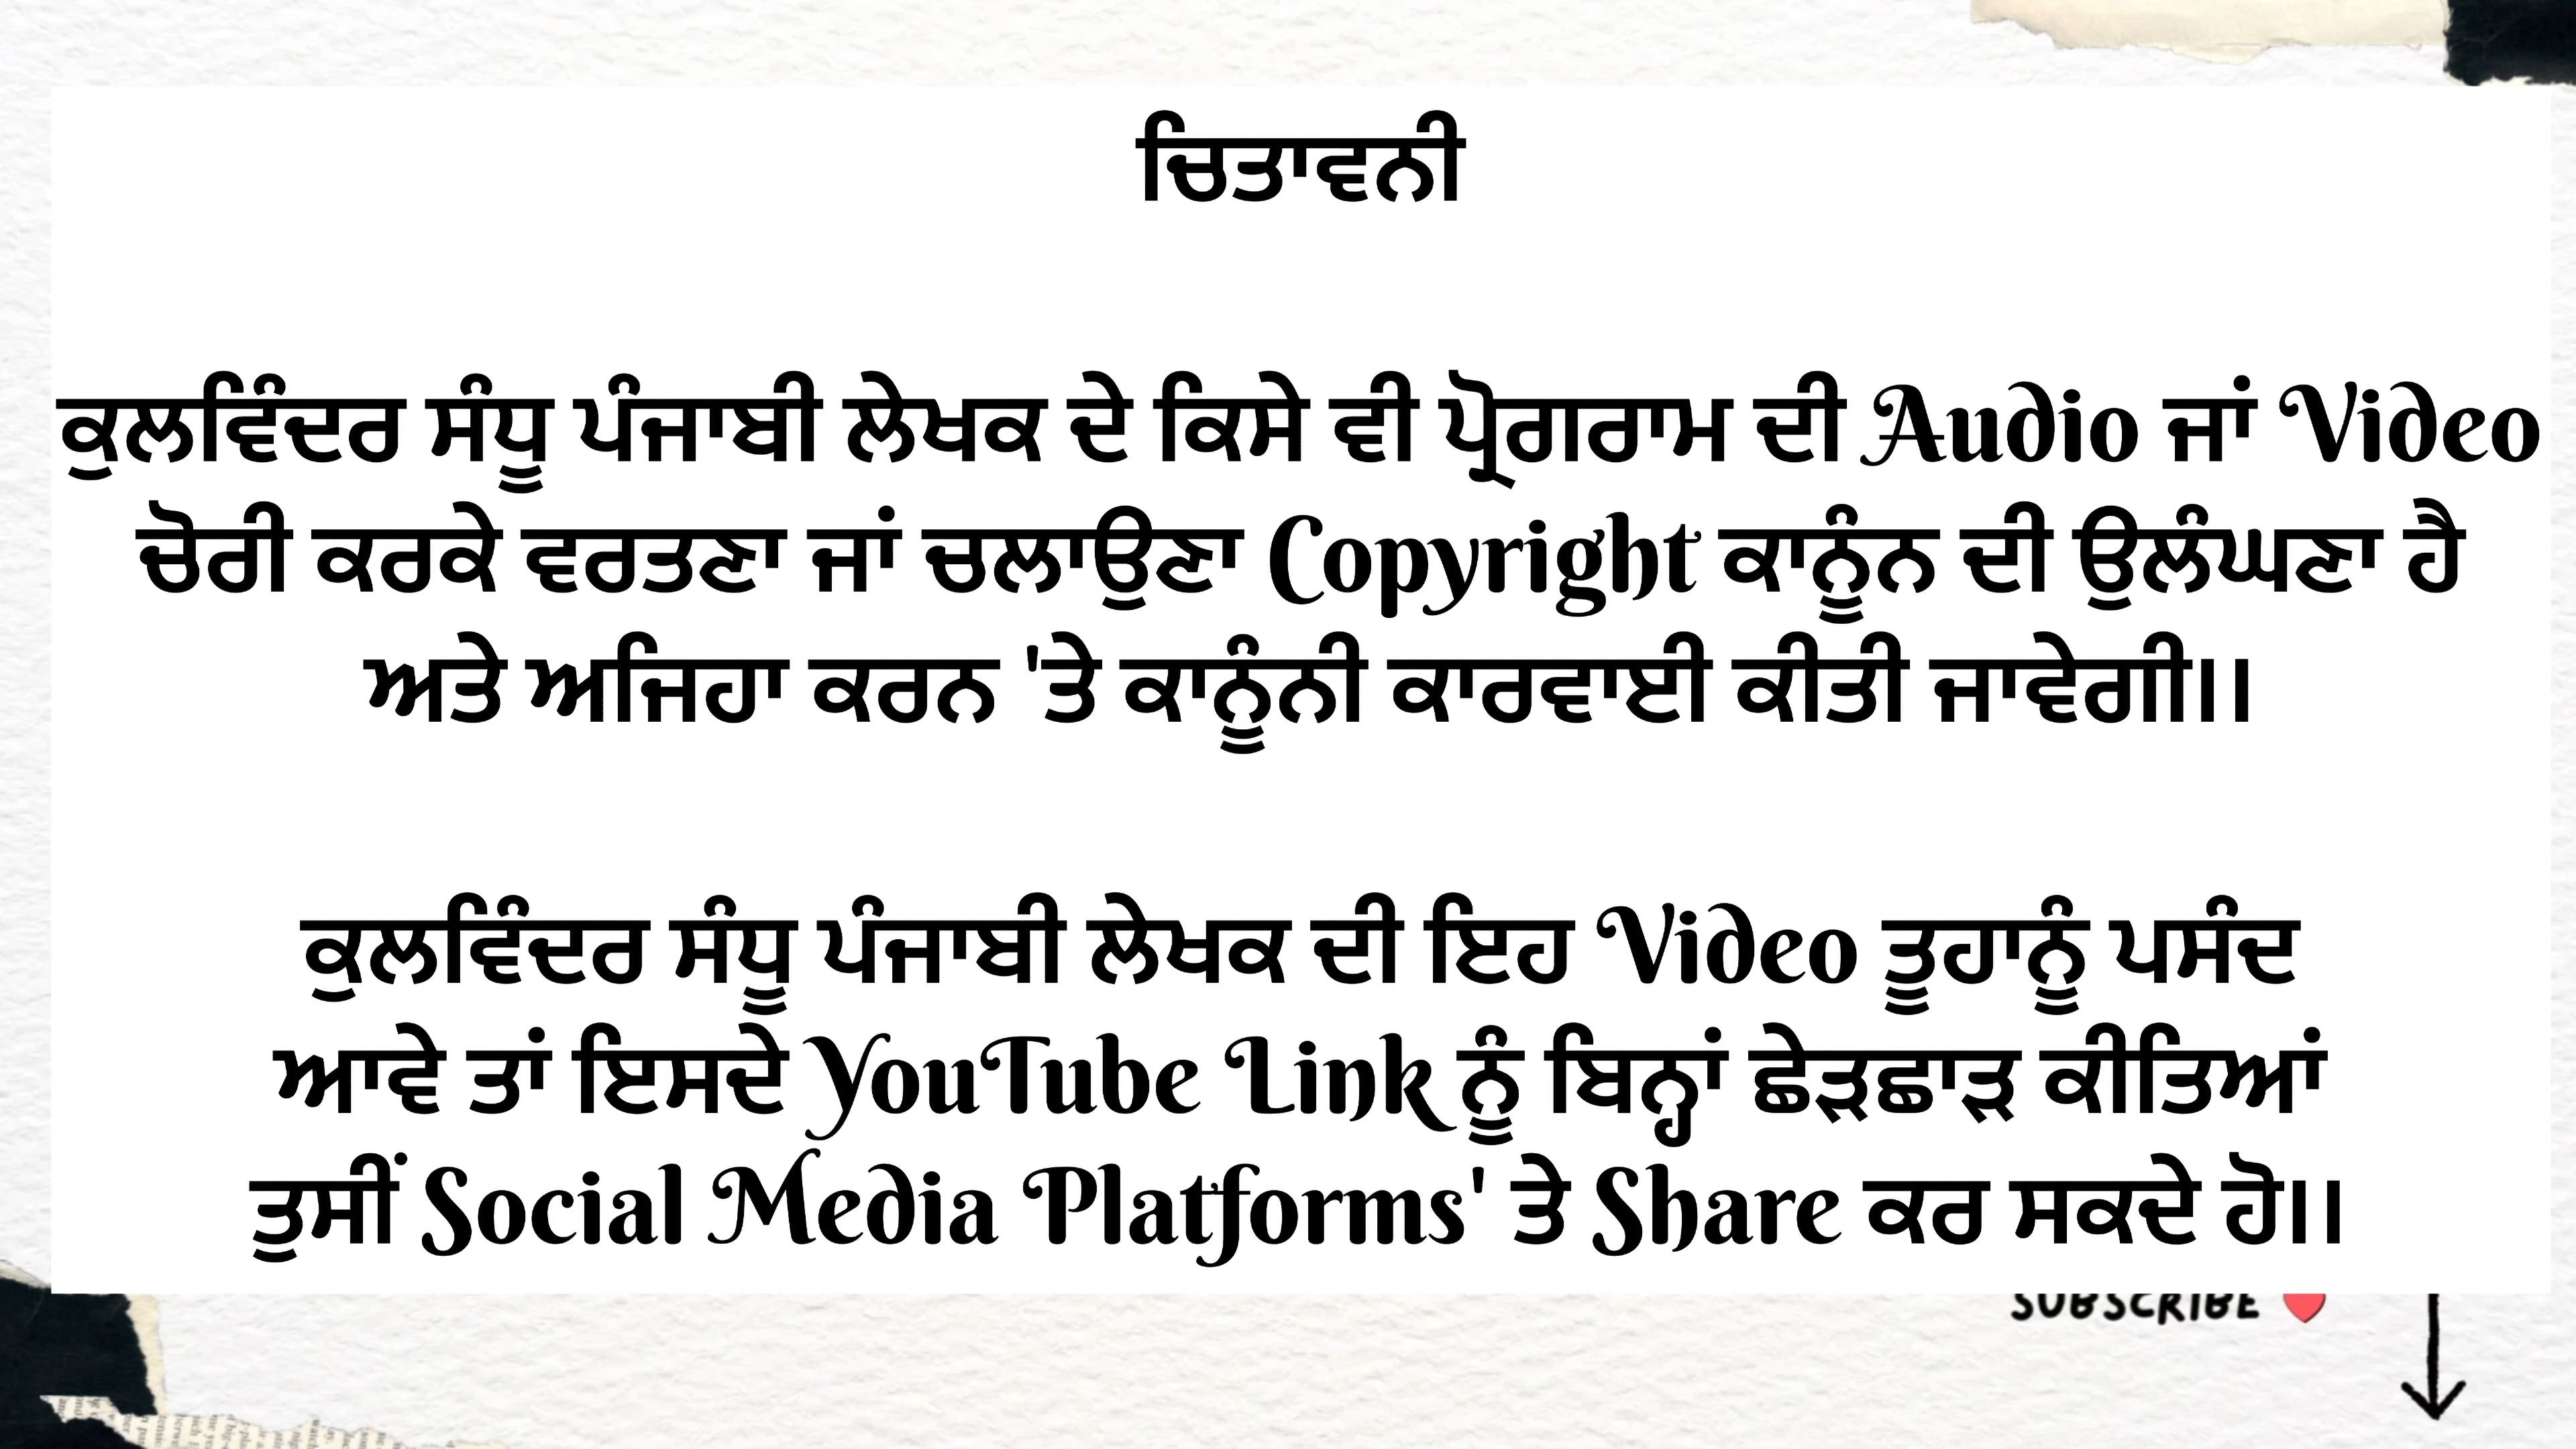 ਚਿਤਾਵਨੀ
ਕੁਲਵਿੰਦਰ ਸੰਧੂ ਪੰਜਾਬੀ ਲੇਖਕ ਦੇ ਕਿਸੇ ਵੀ ਪ੍ਰੋਗਰਾਮ ਦੀ Audio ਜਾਂ Video
ਚੋਰੀ ਕਰਕੇ ਵਰਤਣਾ ਜਾਂ ਚਲਾਉਣਾ Copyright ਕਾਨੂੰਨ ਦੀ ਉਲੰਘਣਾ ਹੈ
ਅਤੇ ਅਜਿਹਾ ਕਰਨ 'ਤੇ ਕਾਨੂੰਨੀ ਕਾਰਵਾਈ ਕੀਤੀ ਜਾਵੇਗੀ।।
ਕੁਲਵਿੰਦਰ ਸੰਧੂ ਪੰਜਾਬੀ ਲੇਖਕ ਦੀ ਇਹ Video ਤੂਹਾਨੂੰ ਪਸੰਦ
ਆਵੇ ਤਾਂ ਇਸਦੇ YouTube Link ਨੂੰ ਬਿਨ੍ਹਾਂ ਛੇੜਛਾੜ ਕੀਤਿਆਂ
ਤੁਸੀਂ Social Media Platforms' ਤੇ Share ਕਰ ਸਕਦੇ ਹੋ।।
SUBSCRIBE ❤️